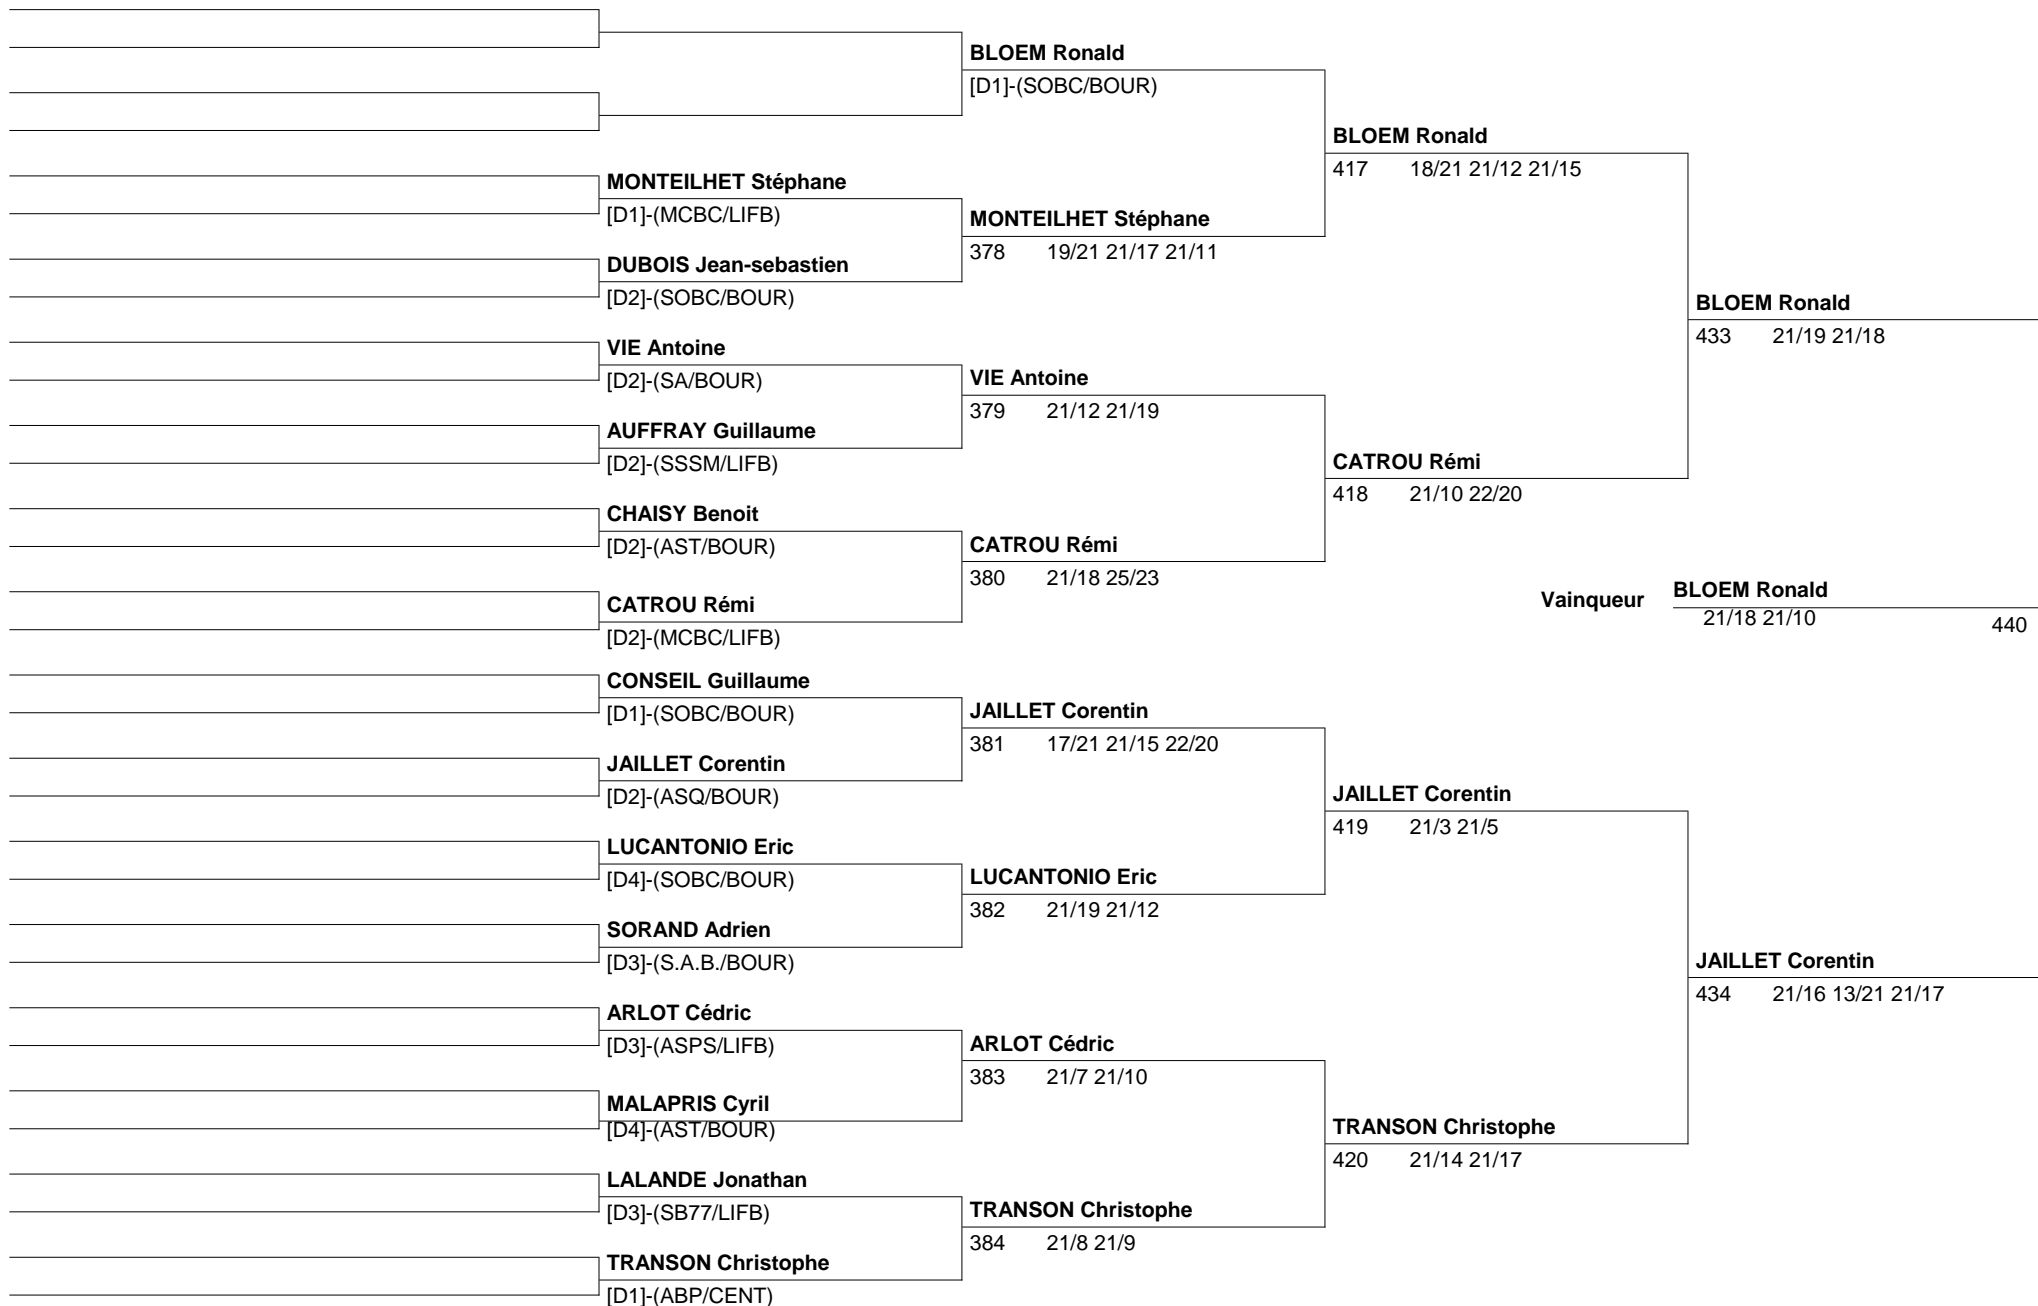 BLOEM Ronald
[D1]-(SOBC/BOUR)
BLOEM Ronald
417 18/21 21/12 21/15
MONTEILHET Stéphane
[D1]-(MCBC/LIFB)
MONTEILHET Stéphane
378 19/21 21/17 21/11
DUBOIS Jean-sebastien
[D2]-(SOBC/BOUR)
BLOEM Ronald
433 21/19 21/18
VIE Antoine
[D2]-(SA/BOUR)
VIE Antoine
379 21/12 21/19
AUFFRAY Guillaume
[D2]-(SSSM/LIFB)
CATROU Rémi
418 21/10 22/20
CHAISY Benoit
[D2]-(AST/BOUR)
CATROU Rémi
380 21/18 25/23
CATROU Rémi
[D2]-(MCBC/LIFB)
Vainqueur BLOEM Ronald
21/18 21/10 440
CONSEIL Guillaume
[D1]-(SOBC/BOUR)
JAILLET Corentin
381 17/21 21/15 22/20
JAILLET Corentin
[D2]-(ASQ/BOUR)
JAILLET Corentin
419 21/3 21/5
LUCANTONIO Eric
[D4]-(SOBC/BOUR)
LUCANTONIO Eric
382 21/19 21/12
SORAND Adrien
[D3]-(S.A.B./BOUR)
JAILLET Corentin
434 21/16 13/21 21/17
ARLOT Cédric
[D3]-(ASPS/LIFB)
ARLOT Cédric
383 21/7 21/10
MALAPRIS Cyril
[D4]-(AST/BOUR)
TRANSON Christophe
420 21/14 21/17
LALANDE Jonathan
[D3]-(SB77/LIFB)
TRANSON Christophe
384 21/8 21/9
TRANSON Christophe
[D1]-(ABP/CENT)